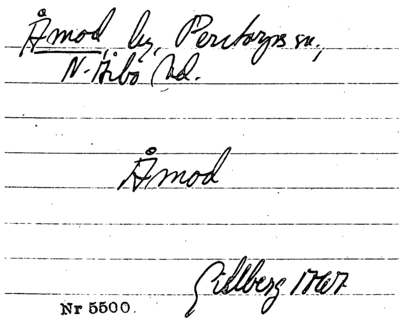 Åmod, by, Perstorps sn.,
N. Åsbo hd.
Åmod
Gillberg 1767
Nr 5500.